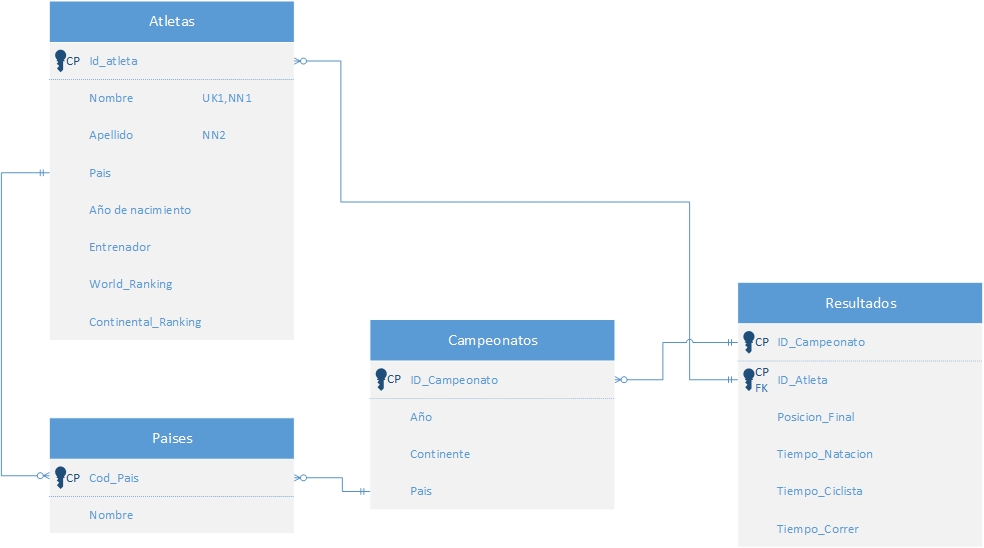 Atletas
CP Id_atleta
Nombre UK1,NN1
Apellido NN2
Pais
Año de nacimiento
Entrenador
World_Ranking
Continental_Ranking
Paises
CP Cod_Pais
Nombre
Campeonatos
CP ID_Campeonato
Año
Continente
Pais
Resultados
CP ID_Campeonato
CP
FK
ID_Atleta
Posicion_Final
Tiempo_Natacion
Tiempo_Ciclista
Tiempo_Correr